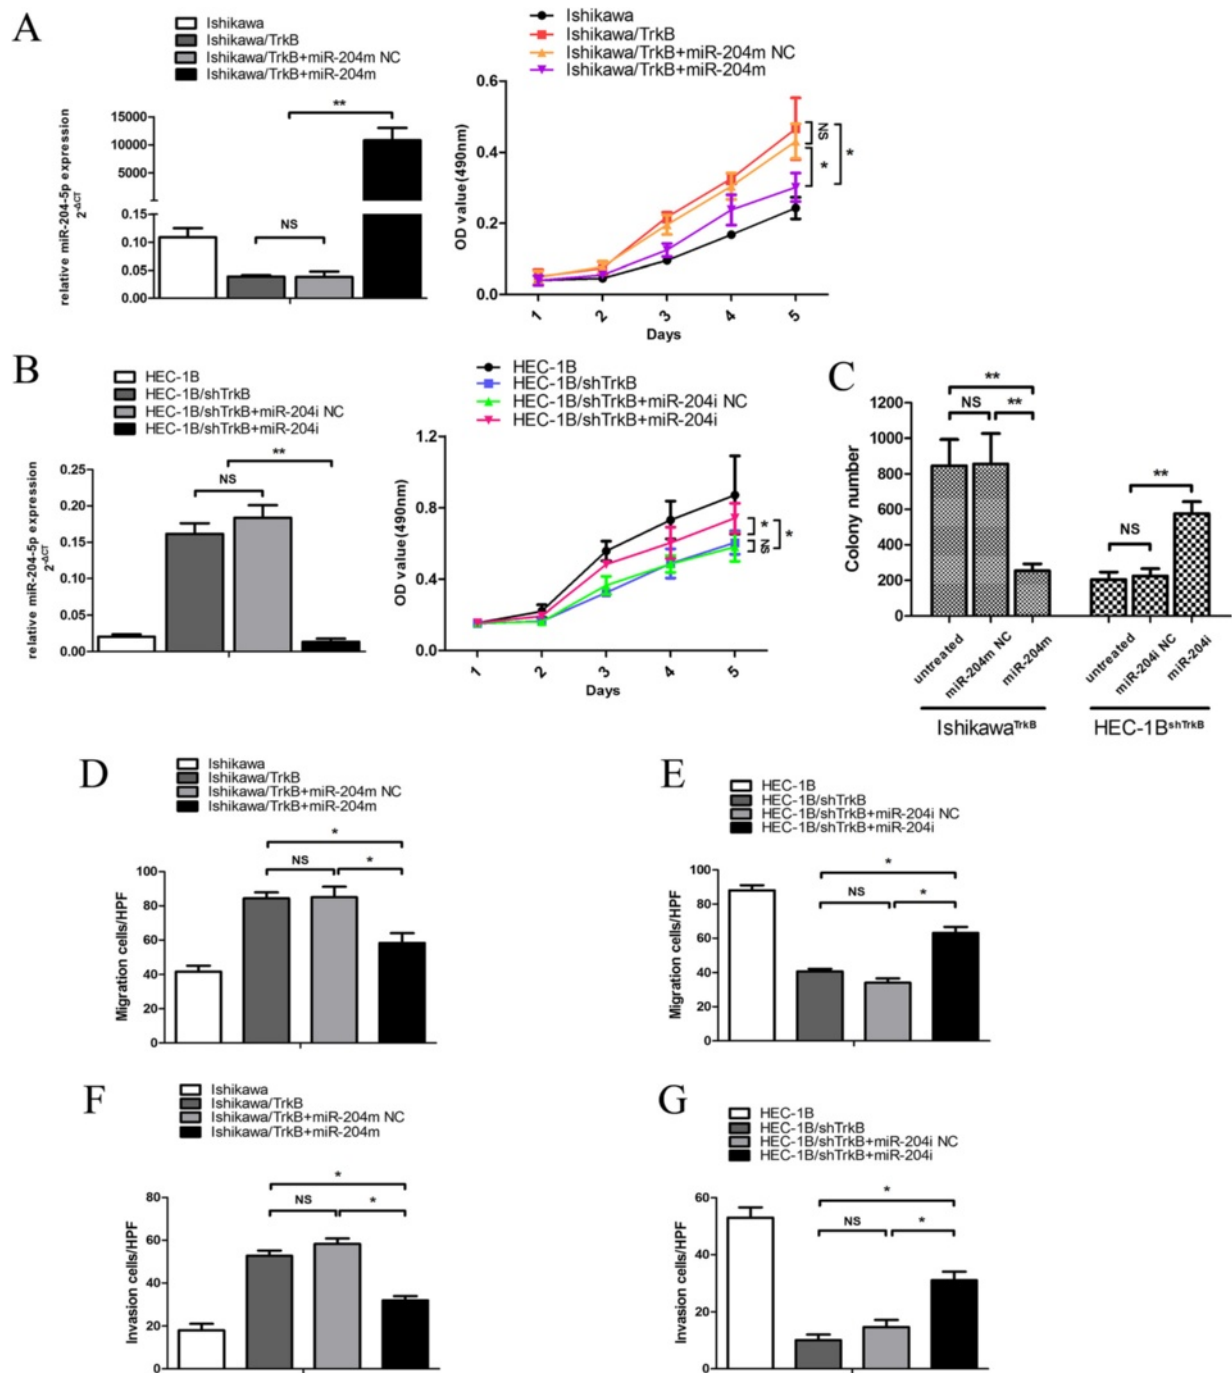 A
Ishikawa
Ishikawa/TrkB
Ishikawa/TrkB+miR-204m NC
Ishikawa/TrkB+miR-204m
relative miR-204-5p expression
2^-ΔCT
15000
10000
5000
0.15
0.10
0.05
0.00
NS
**
Ishikawa
Ishikawa/TrkB
Ishikawa/TrkB+miR-204m NC
Ishikawa/TrkB+miR-204m
OD value(490nm)
0.6
0.4
0.2
0.0
NS
*
*
1 2 3 4 5
Days
B
HEC-1B
HEC-1B/shTrkB
HEC-1B/shTrkB+miR-204i NC
HEC-1B/shTrkB+miR-204i
relative miR-204-5p expression
2^-ΔCT
0.25
0.20
0.15
0.10
0.05
0.00
NS
**
HEC-1B
HEC-1B/shTrkB
HEC-1B/shTrkB+miR-204i NC
HEC-1B/shTrkB+miR-204i
OD value(490nm)
1.2
0.8
0.4
0.0
*
NS
*
1 2 3 4 5
Days
C
Colony number
1200
1000
800
600
400
200
0
**
NS
**
**
NS
untreated
miR-204m NC
miR-204m
untreated
miR-204i NC
miR-204i
Ishikawa^TrkB
HEC-1B^shTrkB
D
Ishikawa
Ishikawa/TrkB
Ishikawa/TrkB+miR-204m NC
Ishikawa/TrkB+miR-204m
Migration cells/HPF
100
80
60
40
20
0
*
NS
*
E
HEC-1B
HEC-1B/shTrkB
HEC-1B/shTrkB+miR-204i NC
HEC-1B/shTrkB+miR-204i
Migration cells/HPF
100
80
60
40
20
0
*
NS
*
F
Ishikawa
Ishikawa/TrkB
Ishikawa/TrkB+miR-204m NC
Ishikawa/TrkB+miR-204m
Invasion cells/HPF
80
60
40
20
0
*
NS
*
G
HEC-1B
HEC-1B/shTrkB
HEC-1B/shTrkB+miR-204i NC
HEC-1B/shTrkB+miR-204i
Invasion cells/HPF
60
40
20
0
*
NS
*